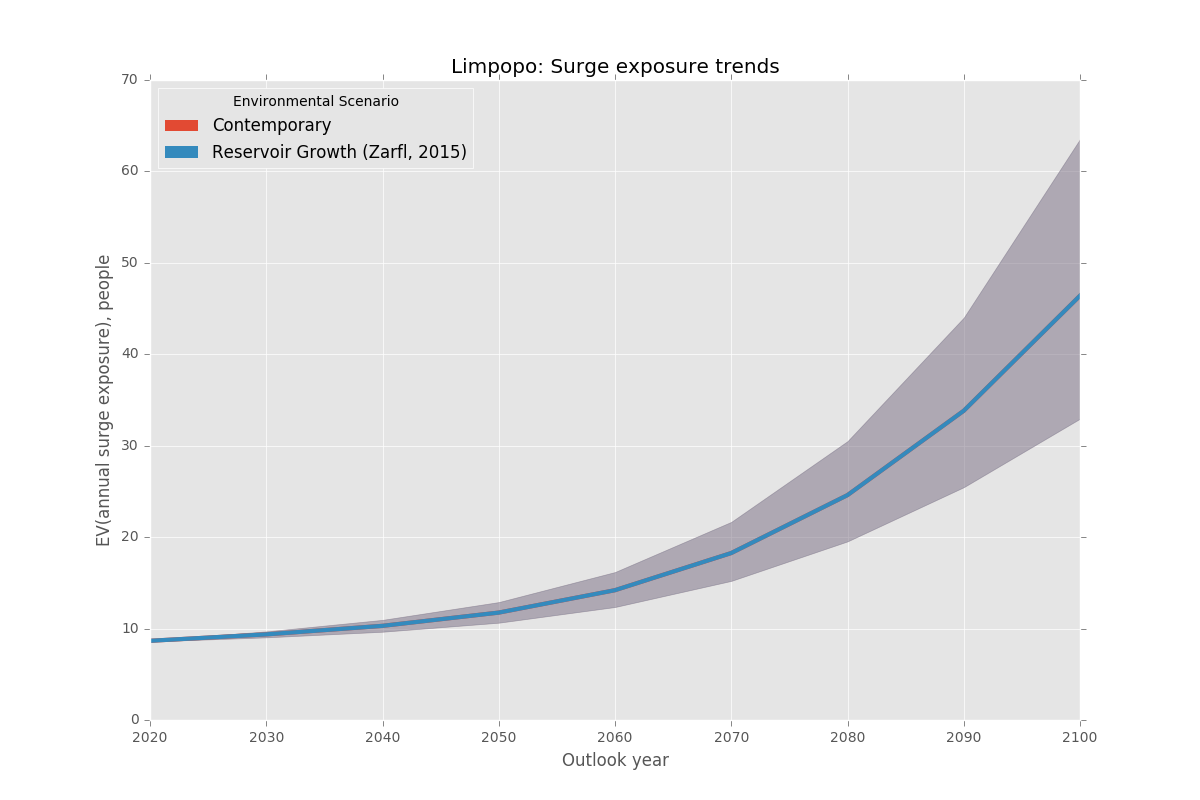 Limpopo: Surge exposure trends
Environmental Scenario
Contemporary
Reservoir Growth (Zarfl, 2015)
EV(annual surge exposure), people
70
60
50
40
30
20
10
0
2020 2030 2040 2050 2060 2070 2080 2090 2100
Outlook year